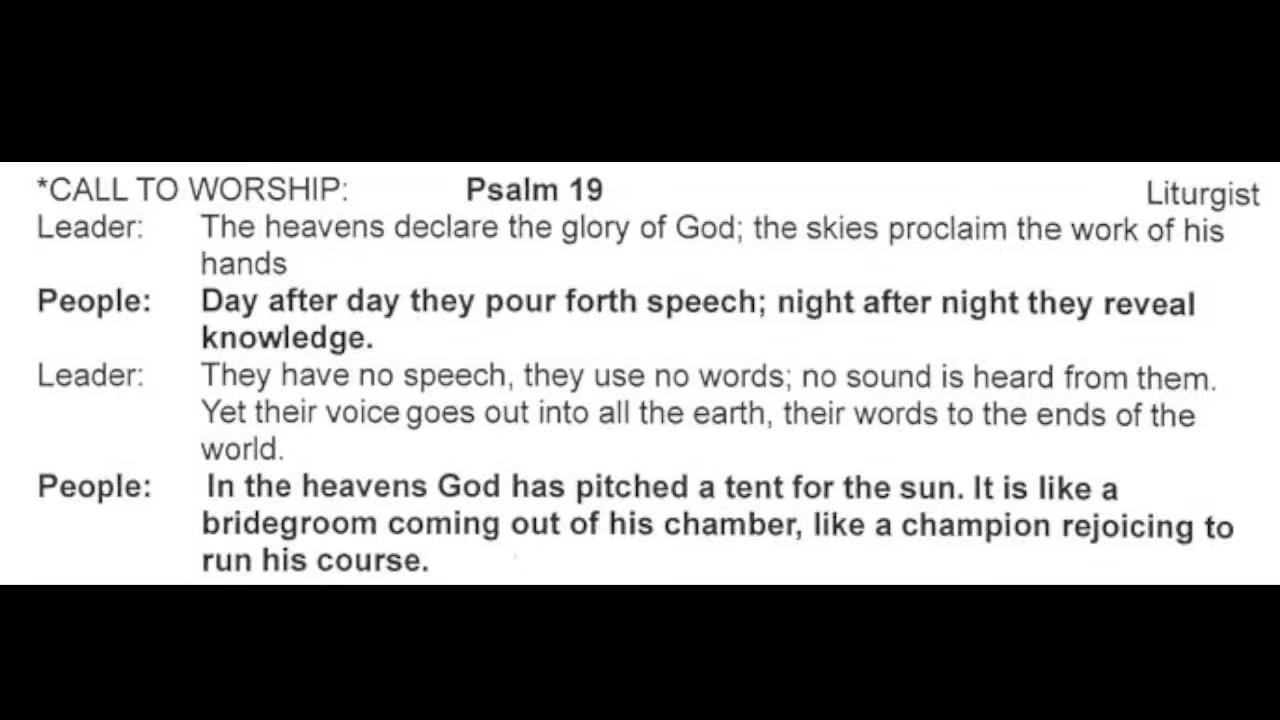 *CALL TO WORSHIP: Psalm 19 Liturgist
Leader: The heavens declare the glory of God; the skies proclaim the work of his
hands
People: Day after day they pour forth speech; night after night they reveal
knowledge.
Leader: They have no speech, they use no words; no sound is heard from them.
Yet their voice goes out into all the earth, their words to the ends of the
world.
People: In the heavens God has pitched a tent for the sun. It is like a
bridegroom coming out of his chamber, like a champion rejoicing to
run his course.